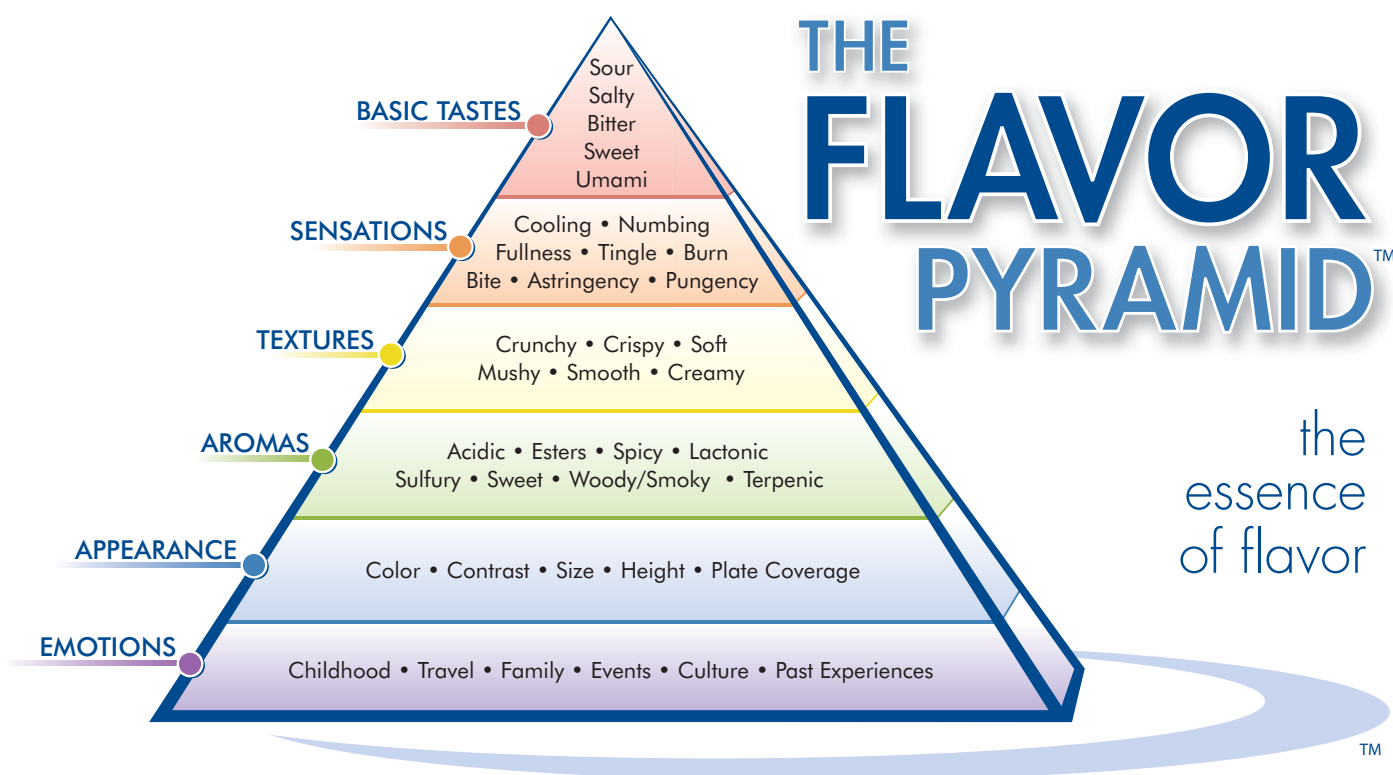 THE
FLAVOR
PYRAMID™
the
essence
of flavor
BASIC TASTES
Sour
Salty
Bitter
Sweet
Umami
SENSATIONS
Cooling • Numbing
Fullness • Tingle • Burn
Bite • Astringency • Pungency
TEXTURES
Crunchy • Crispy • Soft
Mushy • Smooth • Creamy
AROMAS
Acidic • Esters • Spicy • Lactonic
Sulfury • Sweet • Woody/Smoky • Terpenic
APPEARANCE
Color • Contrast • Size • Height • Plate Coverage
EMOTIONS
Childhood • Travel • Family • Events • Culture • Past Experiences
TM